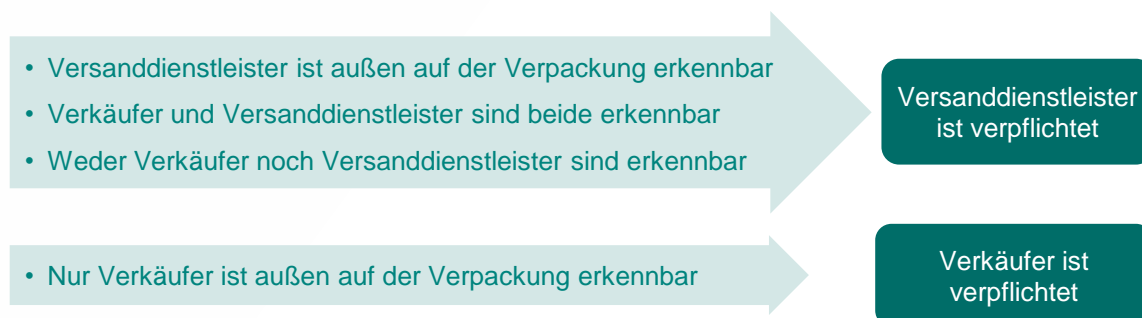 • Versanddienstleister ist außen auf der Verpackung erkennbar
• Verkäufer und Versanddienstleister sind beide erkennbar
• Weder Verkäufer noch Versanddienstleister sind erkennbar
Versanddienstleister
ist verpflichtet
• Nur Verkäufer ist außen auf der Verpackung erkennbar
Verkäufer ist
verpflichtet